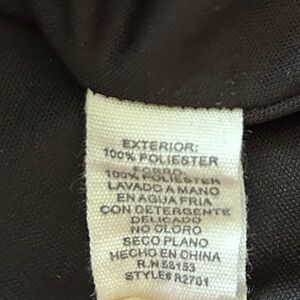 EXTERIOR:
100% POLIESTER
FORRO
100% POLIESTER
LAVADO A MANO
EN AGUA FRIA
CON DETERGENTE
DELICADO
NO CLORO
SECO PLANO
HECHO EN CHINA
R.N 58153
STYLE# R2701